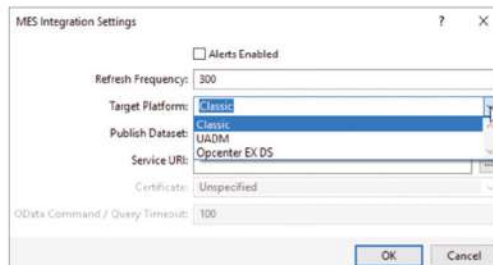 MES Integration Settings ? X
Alerts Enabled
Refresh Frequency: 300
Target Platform: Classic
Classic
Publish Dataset:
UADM
Opcenter EX DS
Service URI:
...
Certificate: Unspecified
OData Command / Query Timeout: 100
OK Cancel